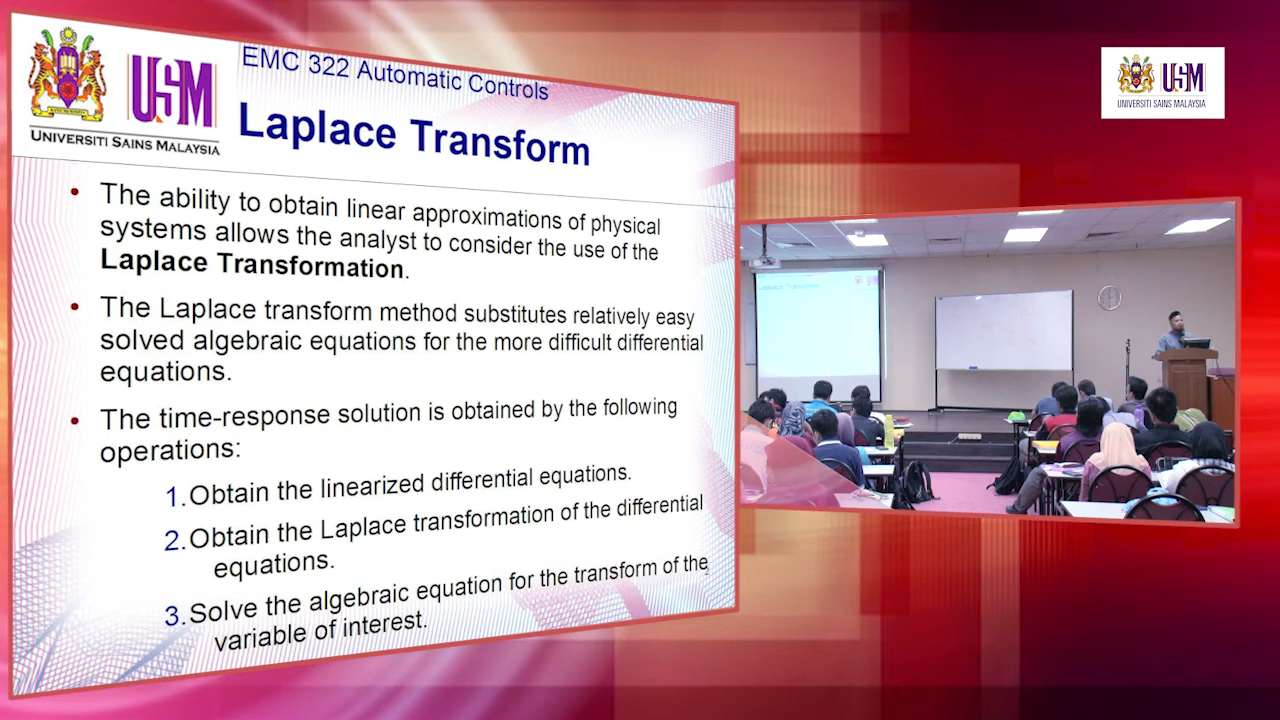 USM
UNIVERSITI SAINS MALAYSIA
EMC 322 Automatic Controls
Laplace Transform
• The ability to obtain linear approximations of physical
systems allows the analyst to consider the use of the
Laplace Transformation.
• The Laplace transform method substitutes relatively easy
solved algebraic equations for the more difficult differential
equations.
• The time-response solution is obtained by the following
operations:
1. Obtain the linearized differential equations.
2. Obtain the Laplace transformation of the differential
equations.
3. Solve the algebraic equation for the transform of the
variable of interest.
2
USM
UNIVERSITI SAINS MALAYSIA
Laplace Transform